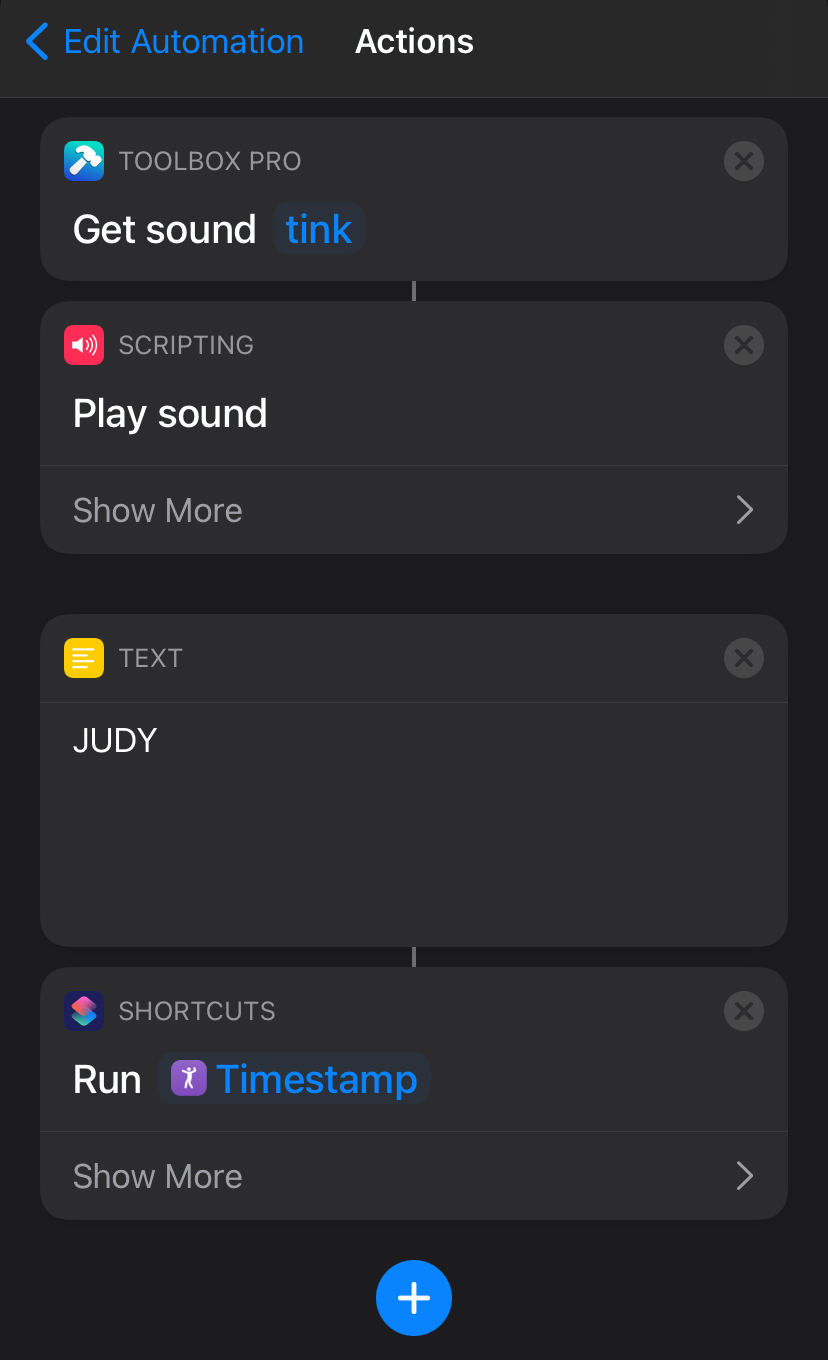 Edit Automation Actions
TOOLBOX PRO
Get sound tink
SCRIPTING
Play sound
Show More
TEXT
JUDY
SHORTCUTS
Run Timestamp
Show More